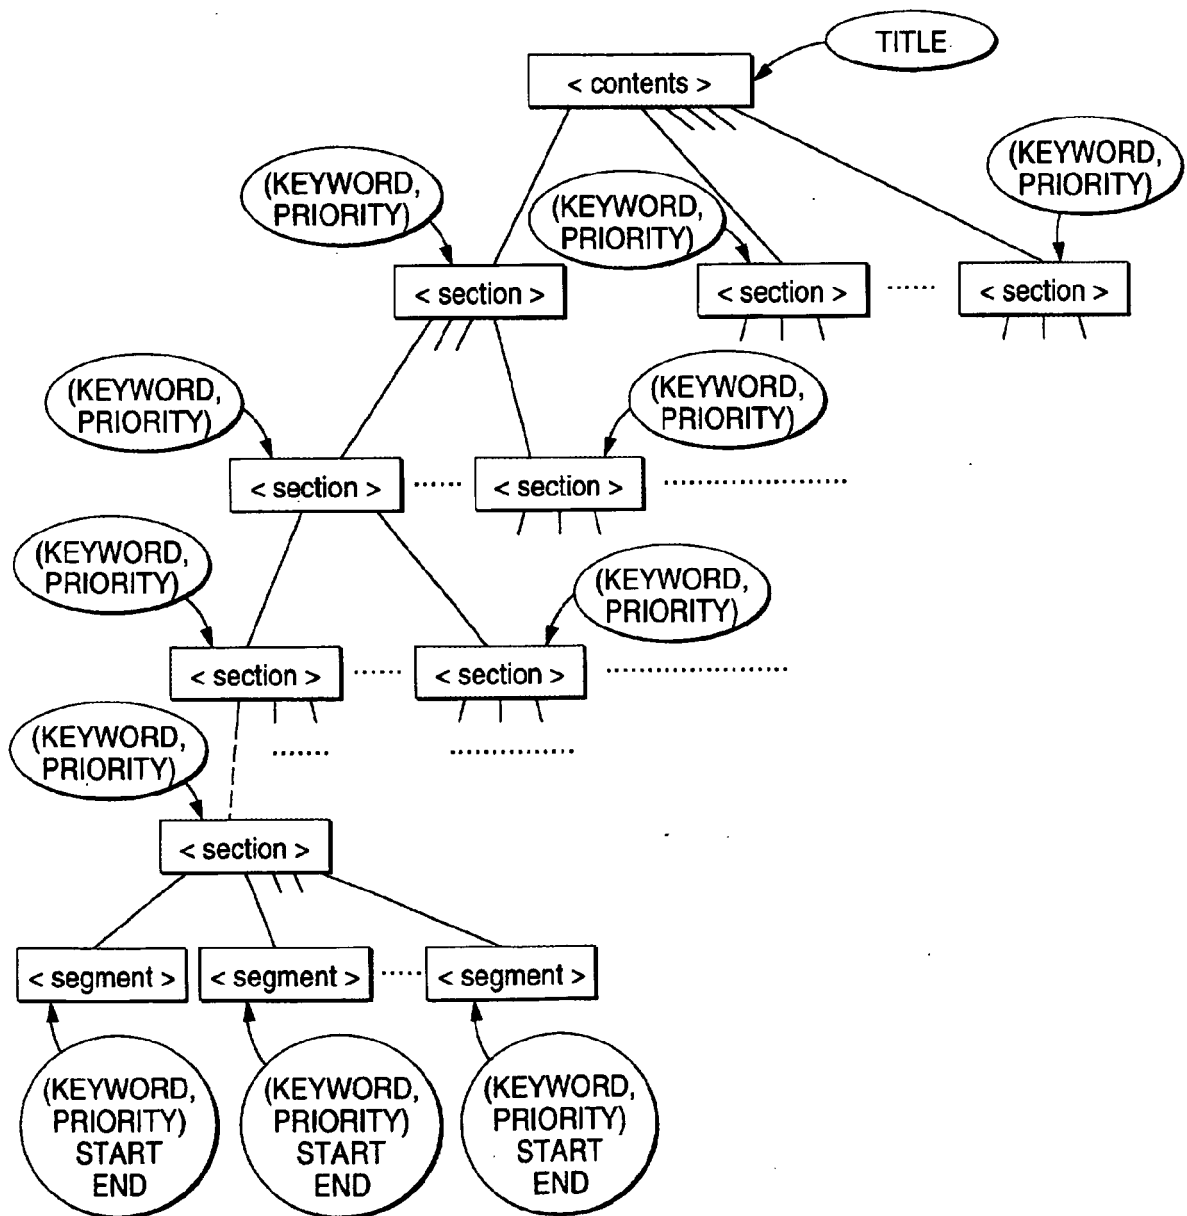 TITLE
< contents >
(KEYWORD,
PRIORITY)
(KEYWORD,
PRIORITY)
(KEYWORD,
PRIORITY)
< section >
< section >
< section >
(KEYWORD,
PRIORITY)
(KEYWORD,
PRIORITY)
< section >
< section >
(KEYWORD,
PRIORITY)
(KEYWORD,
PRIORITY)
< section >
< section >
(KEYWORD,
PRIORITY)
< section >
< segment >
< segment >
< segment >
(KEYWORD,
PRIORITY)
START
END
(KEYWORD,
PRIORITY)
START
END
(KEYWORD,
PRIORITY)
START
END